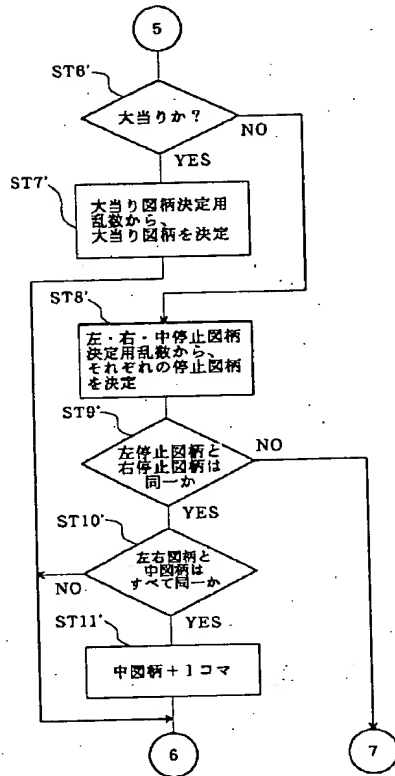 5
ST6'
大当りか？
NO
YES
ST7'
大当り図柄決定用
乱数から、
大当り図柄を決定
ST8'
左・右・中停止図柄
決定用乱数から、
それぞれの停止図柄
を決定
ST9'
左停止図柄と
右停止図柄は
同一か
NO
YES
ST10'
左右図柄と
中図柄は
すべて同一か
NO
YES
ST11'
中図柄＋1コマ
6
7